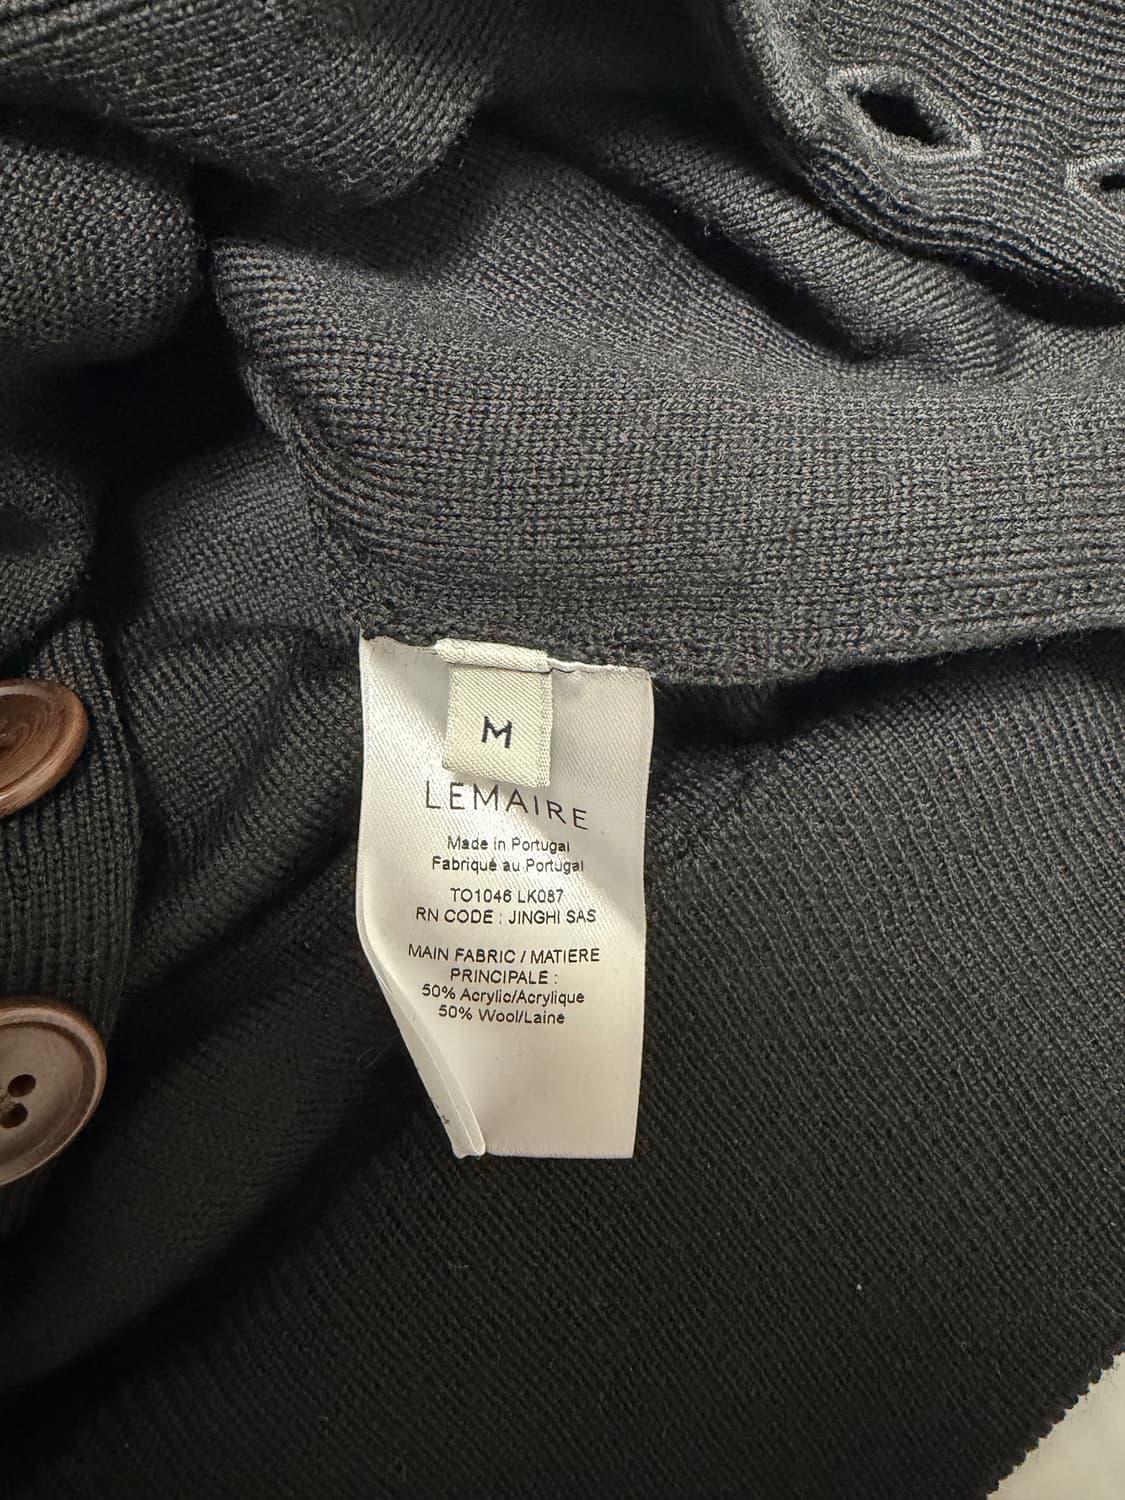 M
LEMAIRE
Made in Portugal
Fabriqué au Portugal
TO1046 LK087
RN CODE : JINGHI SAS
MAIN FABRIC / MATIERE
PRINCIPALE :
50% Acrylic/Acrylique
50% Wool/Laine